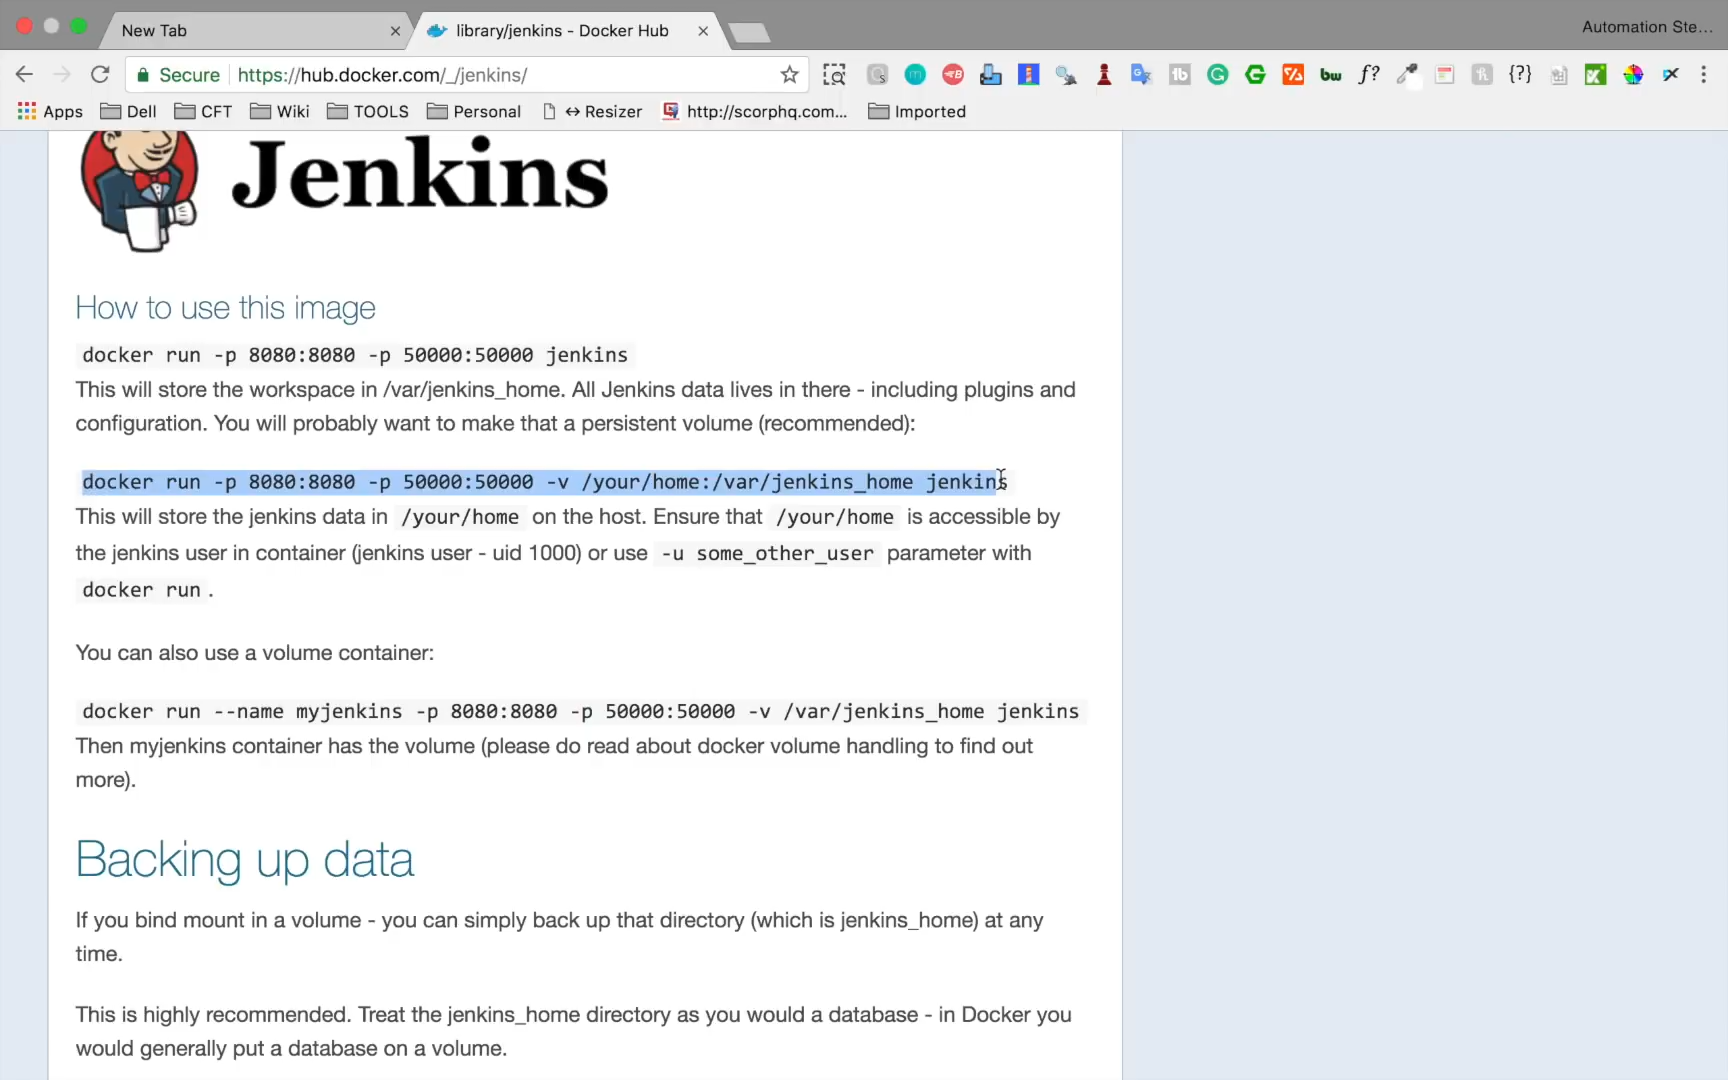 New Tab
library/jenkins - Docker Hub
Automation Ste...
Secure
https://hub.docker.com/_/jenkins/
Apps
Dell
CFT
Wiki
TOOLS
Personal
↔ Resizer
http://scorphq.com...
Imported
Jenkins
How to use this image
docker run -p 8080:8080 -p 50000:50000 jenkins
This will store the workspace in /var/jenkins_home. All Jenkins data lives in there - including plugins and
configuration. You will probably want to make that a persistent volume (recommended):
docker run -p 8080:8080 -p 50000:50000 -v /your/home:/var/jenkins_home jenkins
This will store the jenkins data in /your/home on the host. Ensure that /your/home is accessible by
the jenkins user in container (jenkins user - uid 1000) or use -u some_other_user parameter with
docker run .
You can also use a volume container:
docker run --name myjenkins -p 8080:8080 -p 50000:50000 -v /var/jenkins_home jenkins
Then myjenkins container has the volume (please do read about docker volume handling to find out
more).
Backing up data
If you bind mount in a volume - you can simply back up that directory (which is jenkins_home) at any
time.
This is highly recommended. Treat the jenkins_home directory as you would a database - in Docker you
would generally put a database on a volume.